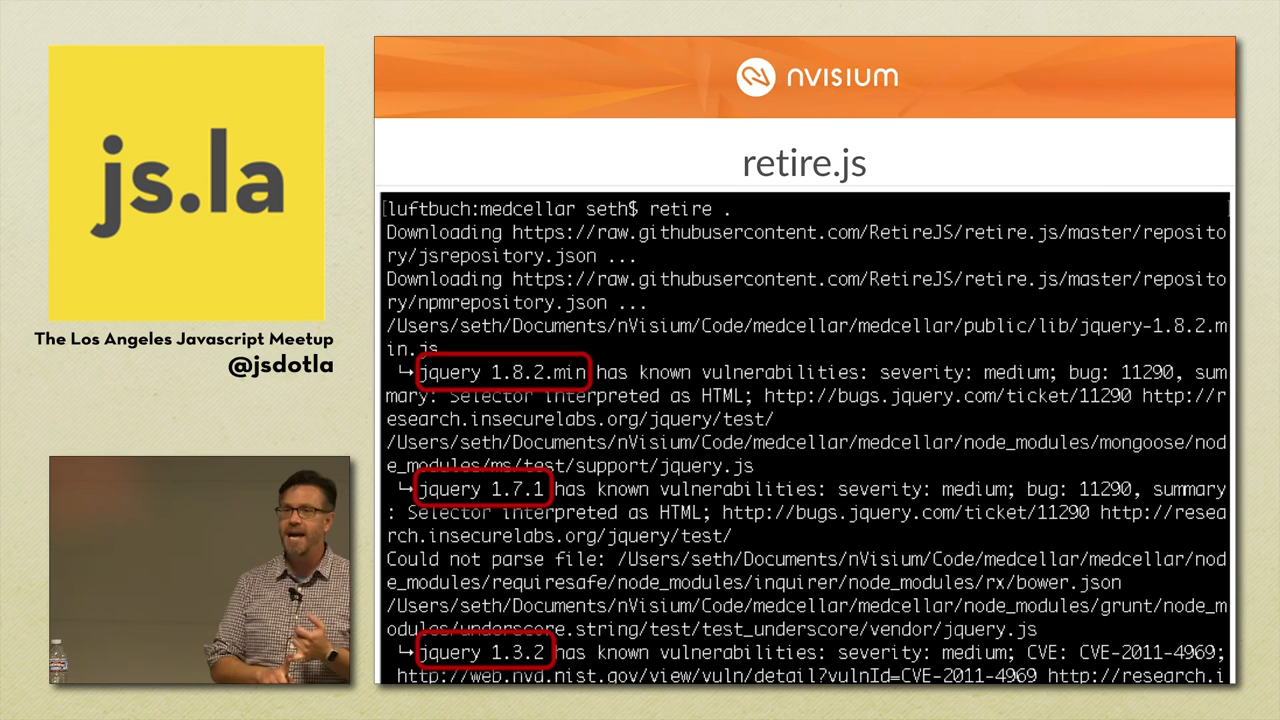 js.la
The Los Angeles Javascript Meetup
@jsdotla
nVISIUM
retire.js
[luftbuch:medcellar seth$ retire .
Downloading https://raw.githubusercontent.com/RetireJS/retire.js/master/reposito
ry/jsrepository.json ...
Downloading https://raw.githubusercontent.com/RetireJS/retire.js/master/reposito
ry/npmrepository.json ...
/Users/seth/Documents/nVisium/Code/medcellar/medcellar/public/lib/jquery-1.8.2.m
in.js
↳ jquery 1.8.2.min has known vulnerabilities: severity: medium; bug: 11290, sum
mary: Selector interpreted as HTML; http://bugs.jquery.com/ticket/11290 http://r
esearch.insecurelabs.org/jquery/test/
/Users/seth/Documents/nVisium/Code/medcellar/medcellar/node_modules/mongoose/nod
e_modules/ms/test/support/jquery.js
↳ jquery 1.7.1 has known vulnerabilities: severity: medium; bug: 11290, summary
: Selector interpreted as HTML; http://bugs.jquery.com/ticket/11290 http://resea
rch.insecurelabs.org/jquery/test/
Could not parse file: /Users/seth/Documents/nVisium/Code/medcellar/medcellar/nod
e_modules/requiresafe/node_modules/inquirer/node_modules/rx/bower.json
/Users/seth/Documents/nVisium/Code/medcellar/medcellar/node_modules/grunt/node_m
odules/underscore.string/test/test_underscore/vendor/jquery.js
↳ jquery 1.3.2 has known vulnerabilities: severity: medium; CVE: CVE-2011-4969;
http://web.nvd.nist.gov/view/vuln/detail?vulnId=CVE-2011-4969 http://research.i